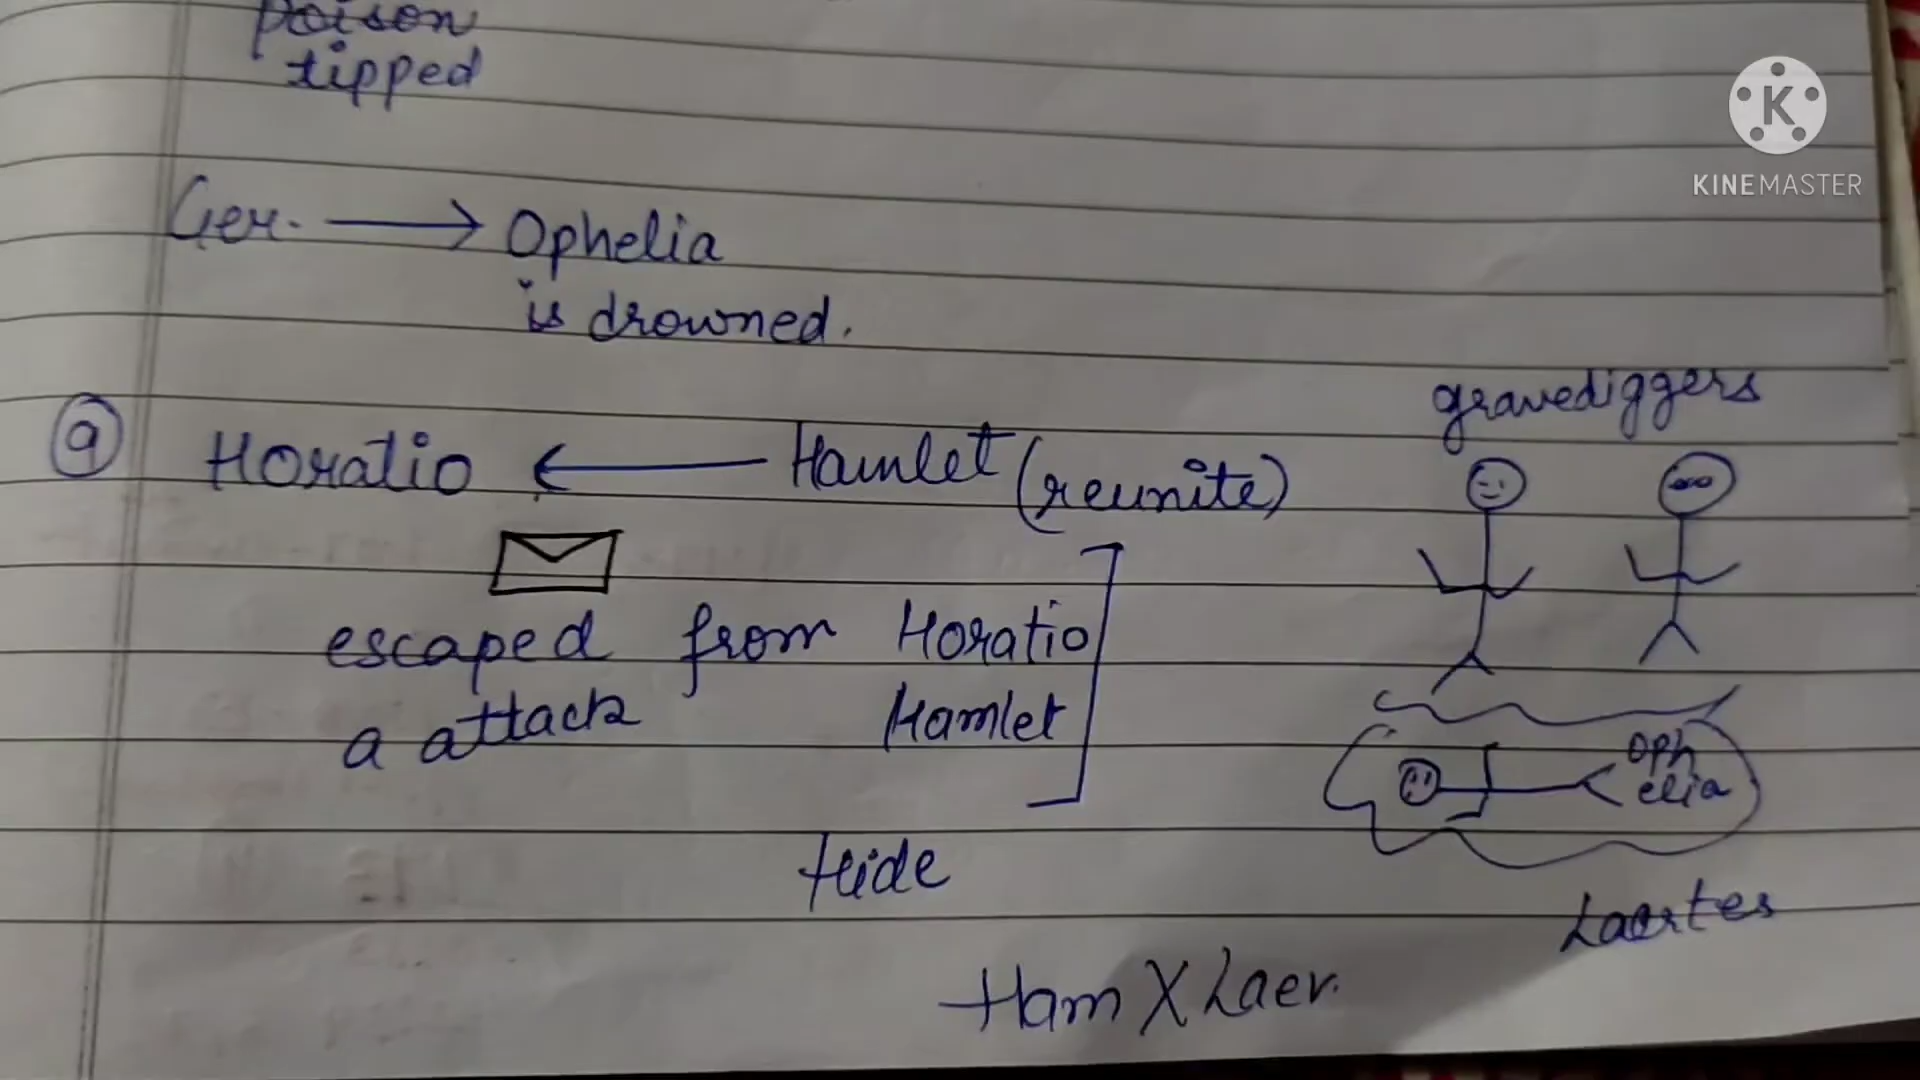 poison
tipped
K
KINEMASTER
Ger. → Ophelia
is drowned.
gravediggers
9 Horatio ← Hamlet (reunite)
escaped from Horatio
a attack Hamlet
Oph
elia
Hide
Laertes
Ham X Laer.